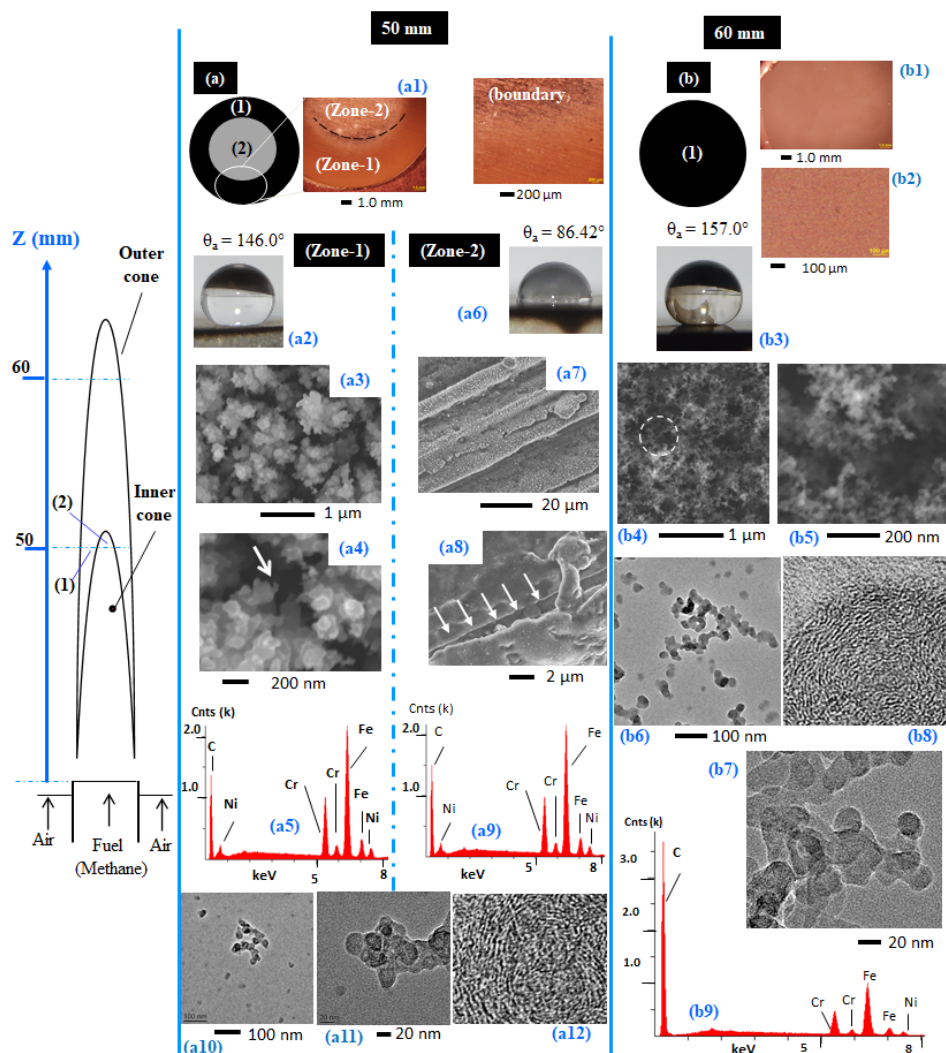 50 mm
60 mm
(a)
(1)
(2)
(a1)
(Zone-2)
(Zone-1)
1.0 mm
(boundary
200 µm
(b)
(1)
(b1)
1.0 mm
(b2)
100 µm
100 µm
Z (mm)
Outer
cone
60
(2)
Inner
cone
50
(1)
Air
Fuel
(Methane)
Air
θa = 146.0°
(Zone-1)
(a2)
(Zone-2)
θa = 86.42°
(a6)
θa = 157.0°
(b3)
(a3)
1 µm
(a7)
20 µm
(a4)
200 nm
(a8)
2 µm
(b4)
1 µm
(b5)
200 nm
Cnts (k)
2.0
C
Fe
1.0
Cr
Cr
Ni
Fe
Ni
(a5)
keV
5
8
Cnts (k)
2.0
C
Fe
1.0
Cr
Cr
Fe
Ni
Ni
(a9)
keV
5
8
(b6)
100 nm
(b8)
(b7)
20 nm
100 nm
100 nm
(a10)
20 nm
(a11)
20 nm
(a12)
Cnts (k)
3.0
C
2.0
1.0
Fe
Cr
Cr
Fe
Ni
(b9)
keV
5
8